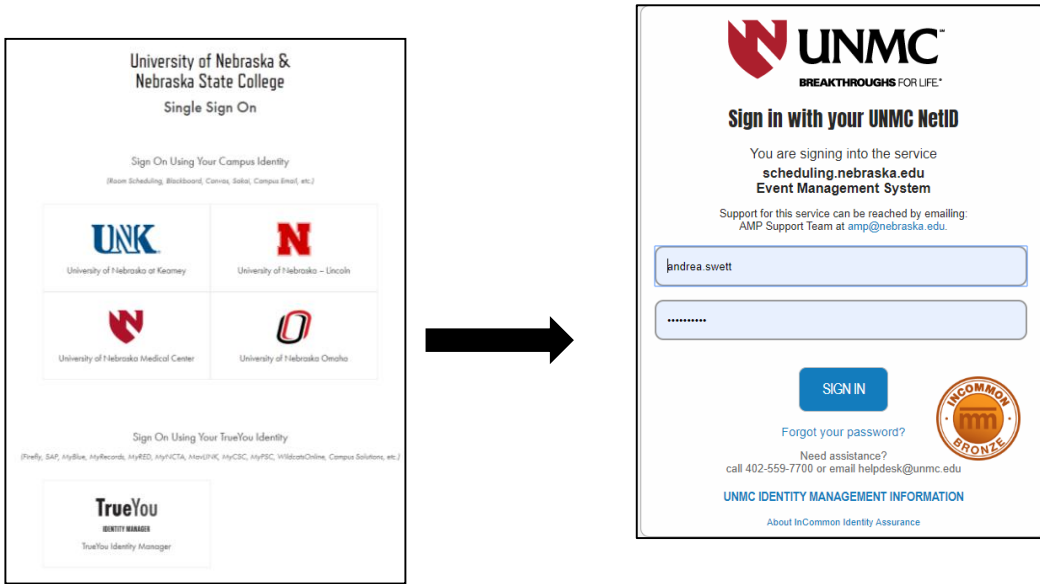 University of Nebraska &
Nebraska State College
Single Sign On
Sign On Using Your Campus Identity
(Room Scheduling, Blackboard, Canvas, Sakai, Campus Email, etc.)
UNK
N
University of Nebraska at Kearney
University of Nebraska – Lincoln
N
O
University of Nebraska Medical Center
University of Nebraska Omaha
Sign On Using Your TrueYou Identity
(Firefly, SAP, MyBlue, MyRecords, MyRED, MyNCTA, MavLINK, MyCSC, MyPSC, WildcatsOnline, Campus Solutions, etc.)
TrueYou
IDENTITY MANAGER
TrueYou Identity Manager
UNMC℠
BREAKTHROUGHS FOR LIFE.®
Sign in with your UNMC NetID
You are signing into the service
scheduling.nebraska.edu
Event Management System
Support for this service can be reached by emailing:
AMP Support Team at amp@nebraska.edu.
andrea.swett
••••••••••
SIGN IN
INCOMMON
BRONZE
Forgot your password?
Need assistance?
call 402-559-7700 or email helpdesk@unmc.edu
UNMC IDENTITY MANAGEMENT INFORMATION
About InCommon Identity Assurance